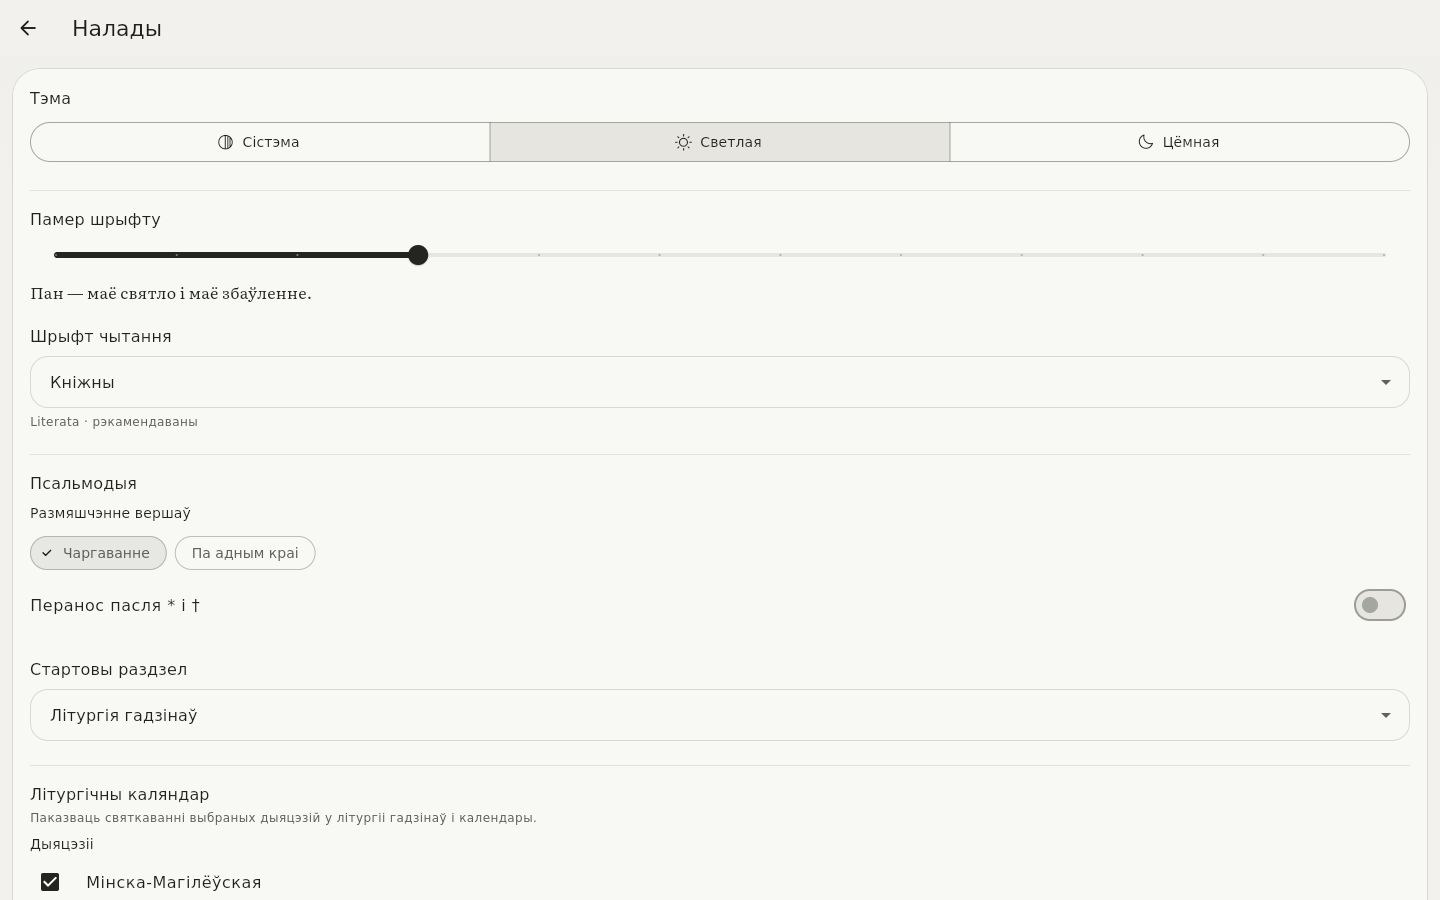 Налады
Тэма
Сістэма
Светлая
Цёмная
Памер шрыфту
Пан — маё святло і маё збаўленне.
Шрыфт чытання
Кніжны
Literata · рэкамендаваны
Псальмодыя
Размяшчэнне вершаў
Чаргаванне
Па адным краі
Перанос пасля * і †
Стартовы раздзел
Літургія гадзінаў
Літургічны каляндар
Паказваць святкаванні выбраных дыяцэзій у літургіі гадзінаў і календары.
Дыяцэзіі
Мінска-Магілёўская